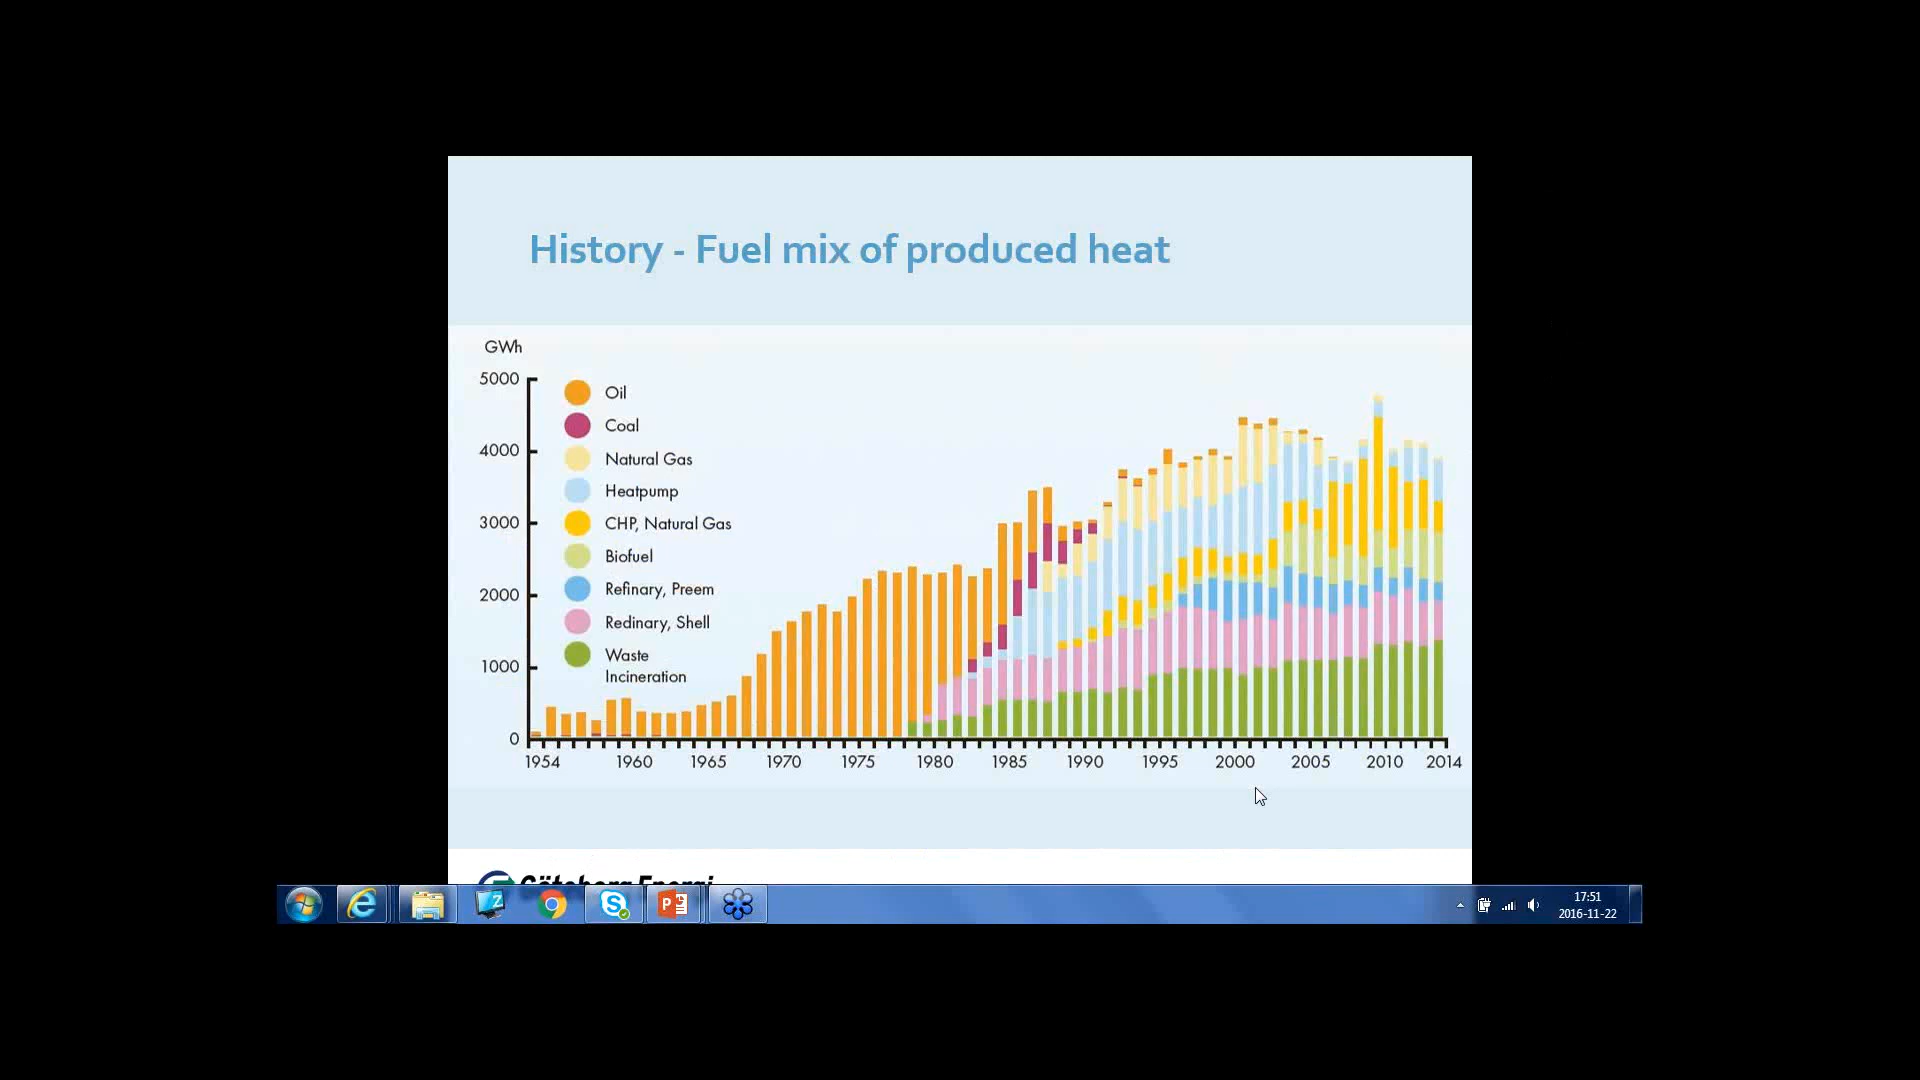 History - Fuel mix of produced heat
GWh
5000
4000
3000
2000
1000
0
Oil
Coal
Natural Gas
Heatpump
CHP, Natural Gas
Biofuel
Refinary, Preem
Redinary, Shell
Waste
Incineration
1954 1960 1965 1970 1975 1980 1985 1990 1995 2000 2005 2010 2014
Göteborg Energi
17:51
2016-11-22